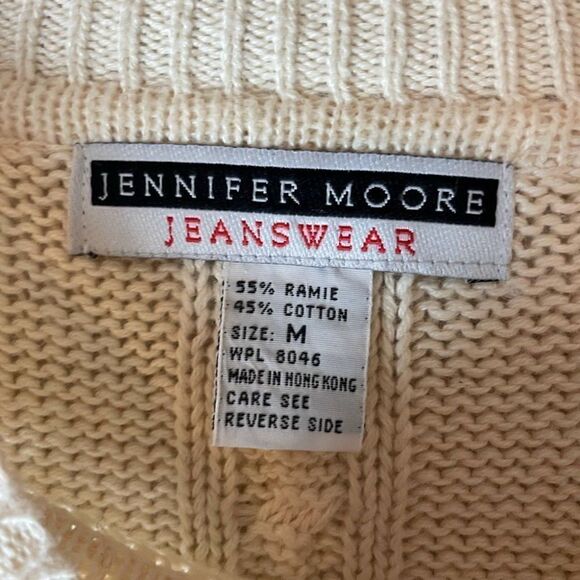 JENNIFER MOORE
JEANSWEAR
55% RAMIE
45% COTTON
SIZE: M
WPL 8046
MADE IN HONG KONG
CARE SEE
REVERSE SIDE